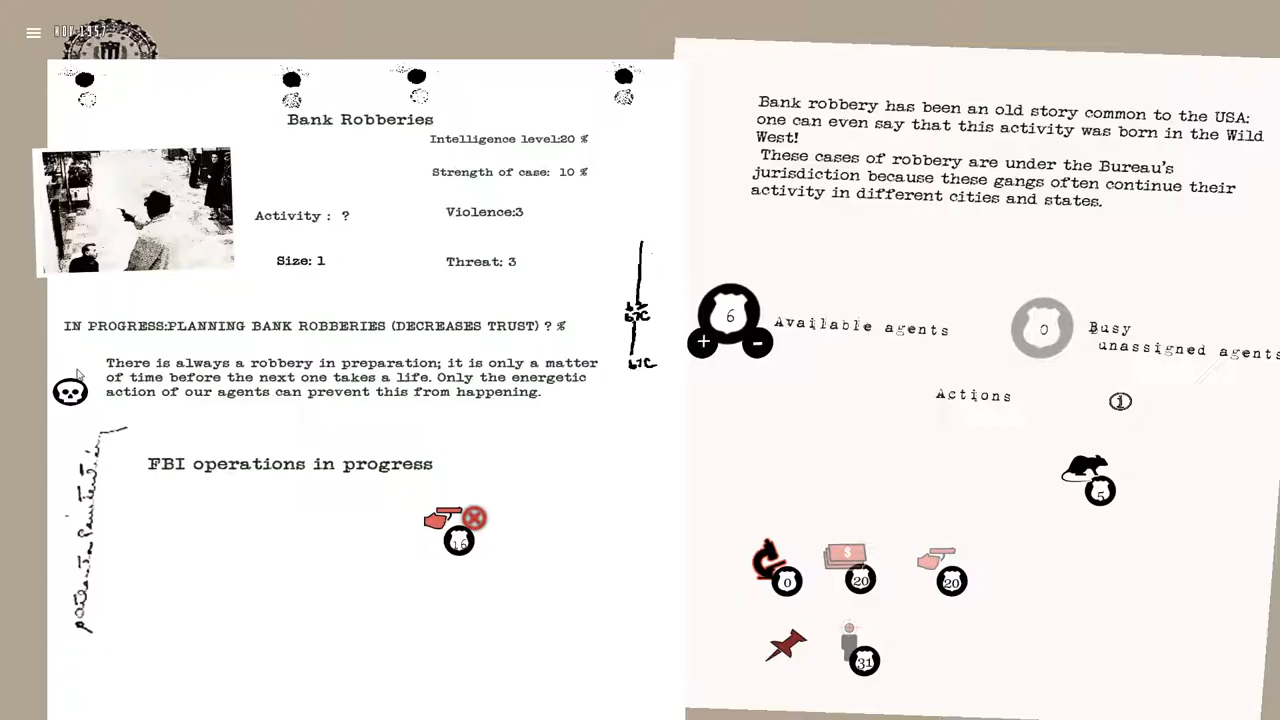 NOV 1957
Bank Robberies
Intelligence level:20 %
Strength of case: 10 %
Activity : ?
Violence:3
Size: 1
Threat: 3
IN PROGRESS:PLANNING BANK ROBBERIES (DECREASES TRUST) ? %
There is always a robbery in preparation; it is only a matter
of time before the next one takes a life. Only the energetic
action of our agents can prevent this from happening.
FBI operations in progress
16
Bank robbery has been an old story common to the USA:
one can even say that this activity was born in the Wild
West!
These cases of robbery are under the Bureau's
jurisdiction because these gangs often continue their
activity in different cities and states.
6
+
-
Available agents
0
Busy
unassigned agents
Actions
1
5
0
20
20
31
67C
67C